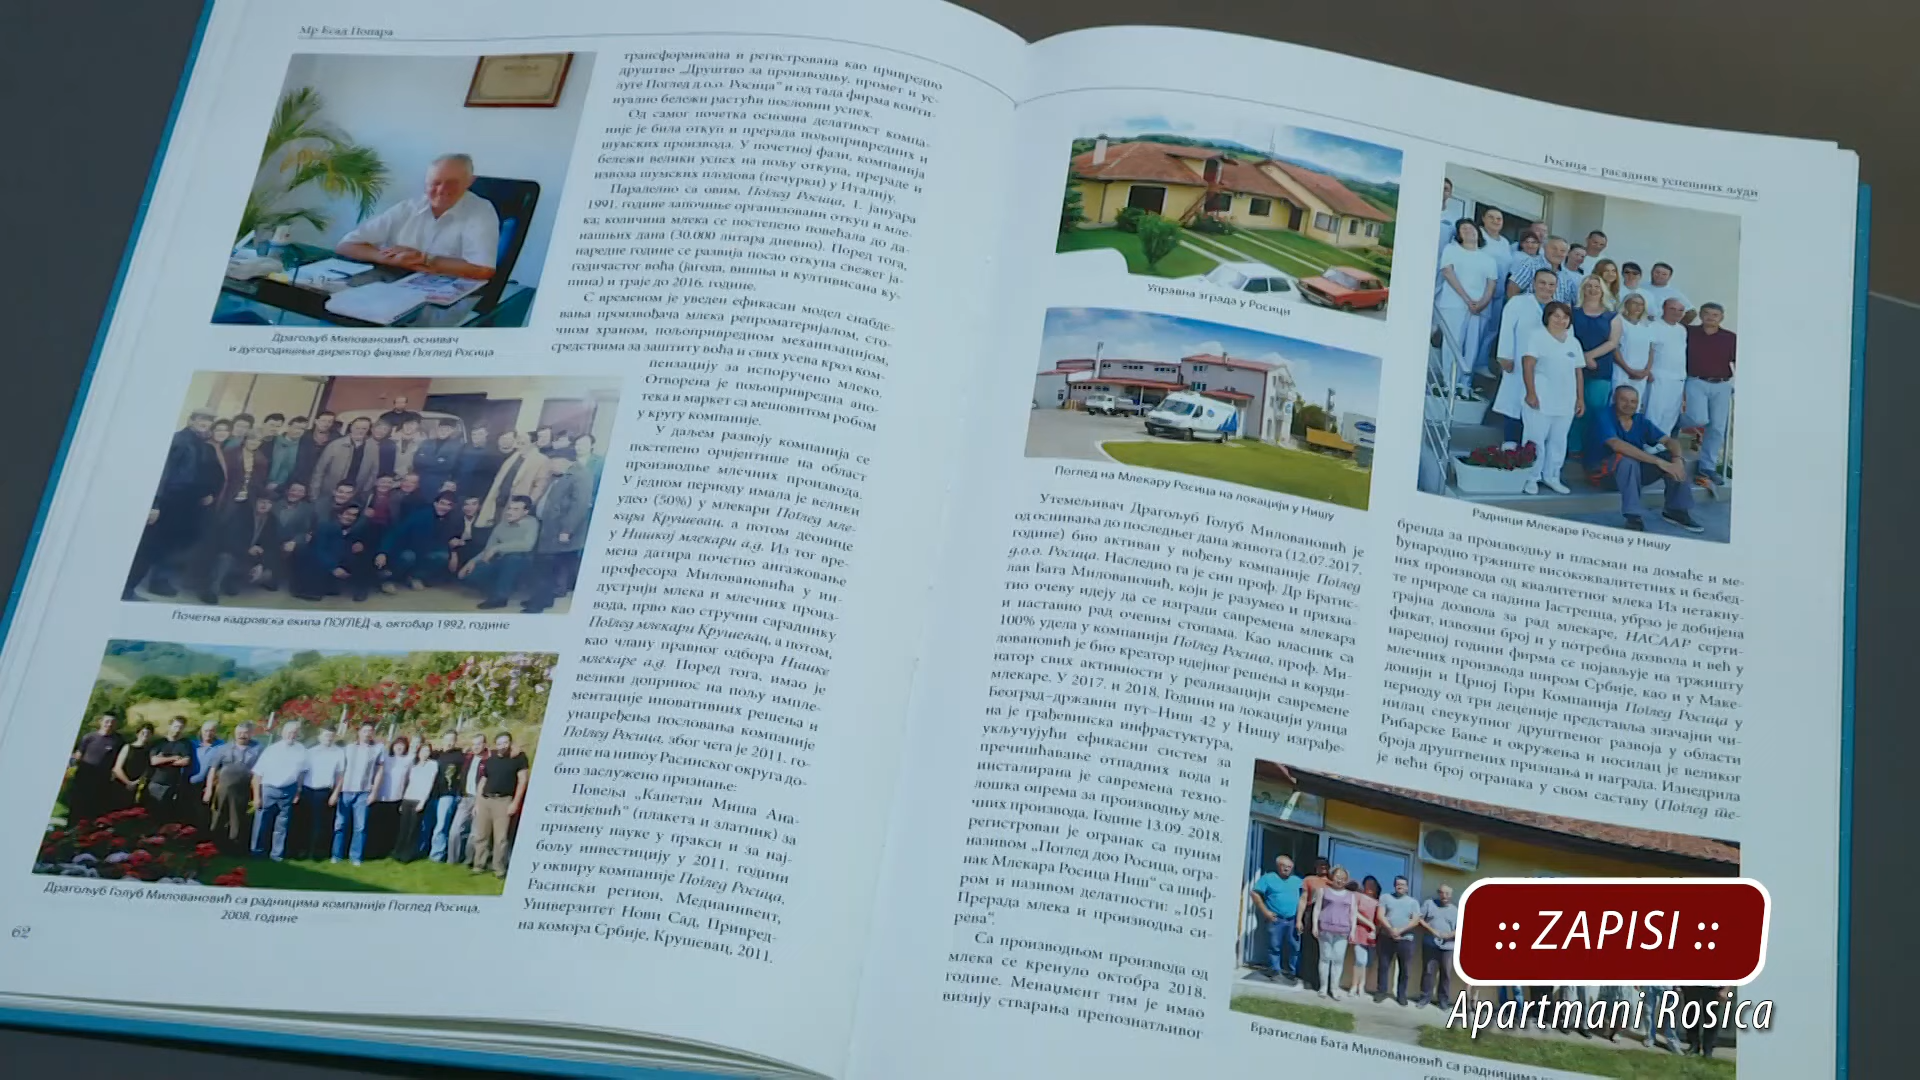 Мр Есад Попара
трансформисана и регистрована као привредно
друштво „Друштво за производњу, промет и ус-
луге Поглед д.о.о. Росица“ и од тада фирма конти-
нуално бележи растући пословни успех.
Од самог почетка основна делатност компа-
није је била откуп и прерада пољопривредних и
шумских производа. У почетној фази, компанија
бележи велики успех на пољу откупа, прераде и
извоза шумских плодова (печурки) у Италију.
Паралелно са овим, Поглед Росица, 1. јануара
1991. године започиње организовани откуп и мле-
ка; количина млека се постепено повећала до да-
нашњих дана (30.000 литара дневно). Поред тога,
наредне године се развија посао откупа свежег ја-
годичастог воћа (јагода, вишња и култивисана ку-
пина) и траје до 2016. године.
С временом је уведен ефикасан модел снабде-
вања произвођача млека репроматеријалом, сто-
чном храном, пољопривредном механизацијом,
средствима за заштиту воћа и свих усева кроз ком-
пензацију за испоручено млеко.
Отворена је пољопривредна апо-
тека и маркет са мешовитом робом
у кругу компаније.
У даљем развоју компанија се
постепено оријентише на област
производње млечних производа.
У једном периоду имала је велики
удео (50%) у млекари Поглед мле-
кара Крушевац, а потом деонице
у Нишкој млекари а.д. Из тог вре-
мена датира почетно ангажовање
професора Миловановића у ин-
дустрији млека и млечних произ-
вода, прво као стручни сараднику
Поглед млекари Крушевац, а потом,
као члану правног одбора Нишке
млекаре а.д. Поред тога, имао је
велики допринос на пољу импле-
ментације иновативних решења и
унапређења пословања компаније
Поглед Росица, због чега је 2011. го-
дине на нивоу Расинског округа до-
био заслужено признање:
Повеља „Капетан Миша Ана-
стасијевић“ (плакета и златник) за
примену науке у пракси и за нај-
бољу инвестицију у 2011. години
у оквиру компаније Поглед Росица,
Расински регион, Медиаинвент,
Универзитет Нови Сад, Привред-
на комора Србије, Крушевац, 2011.
Драгољуб Миловановић, оснивач
и дугогодишњи директор фирме Поглед Росица
Почетна кадровска екипа ПОГЛЕД-а, октобар 1992. године
Драгољуб Голуб Миловановић са радницима компаније Поглед Росица,
2008. године
62
Росица – расадник успешних људи
Управна зграда у Росици
Поглед на Млекару Росица на локацији у Нишу
Радници Млекаре Росица у Нишу
Утемељивач Драгољуб Голуб Миловановић је
од оснивања до последњег дана живота (12.07.2017.
године) био активан у вођењу компаније Поглед
д.о.о. Росица. Наследио га је син проф. Др Братис-
лав Бата Миловановић, који је разумео и прихва-
тио очеву идеју да се изгради савремена млекара
и наставио рад очевим стопама. Као власник са
100% удела у компанији Поглед Росица, проф. Ми-
ловановић је био креатор идејног решења и корди-
натор свих активности у реализацији савремене
млекаре. У 2017. и 2018. Години на локацији улица
Београд–државни пут–Ниш 42 у Нишу изграђе-
на је грађевинска инфрастуктура,
укључујући ефикасни систем за
пречишћавање отпадних вода и
инсталирана је савремена техно-
лошка опрема за производњу мле-
чних производа. Године 13.09. 2018.
регистрован је огранак са пуним
називом „Поглед доо Росица, огра-
нак Млекара Росица Ниш“ са шиф-
ром и називом делатности: „1051
Прерада млека и производња си-
рева“.
Са производњом производа од
млека се кренуло октобра 2018.
године. Менаџмент тим је имао
визију стварања препознатљивог
бренда за производњу и пласман на домаће и ме-
ђународно тржиште висококвалитетних и безбед-
них производа од квалитетног млека Из нетакну-
те природе са падина Јастрепца, убрзо је добијена
трајна дозвола за рад млекаре, HACAAP серти-
фикат, извозни број и у потребна дозвола и већ у
наредној години фирма се појављује на тржишту
млечних производа широм Србије, као и у Маке-
донији и Црној Гори Компанија Поглед Росица у
периоду од три деценије представља значајни чи-
нилац свеукупног друштвеног развоја у области
Рибарске Бање и окружења и носилац је великог
броја друштвених признања и награда. Изнедрила
је већи број огранака у свом саставу (Поглед ше-
Братислав Бата Миловановић са радницима
:: ZAPISI ::
Apartmani Rosica